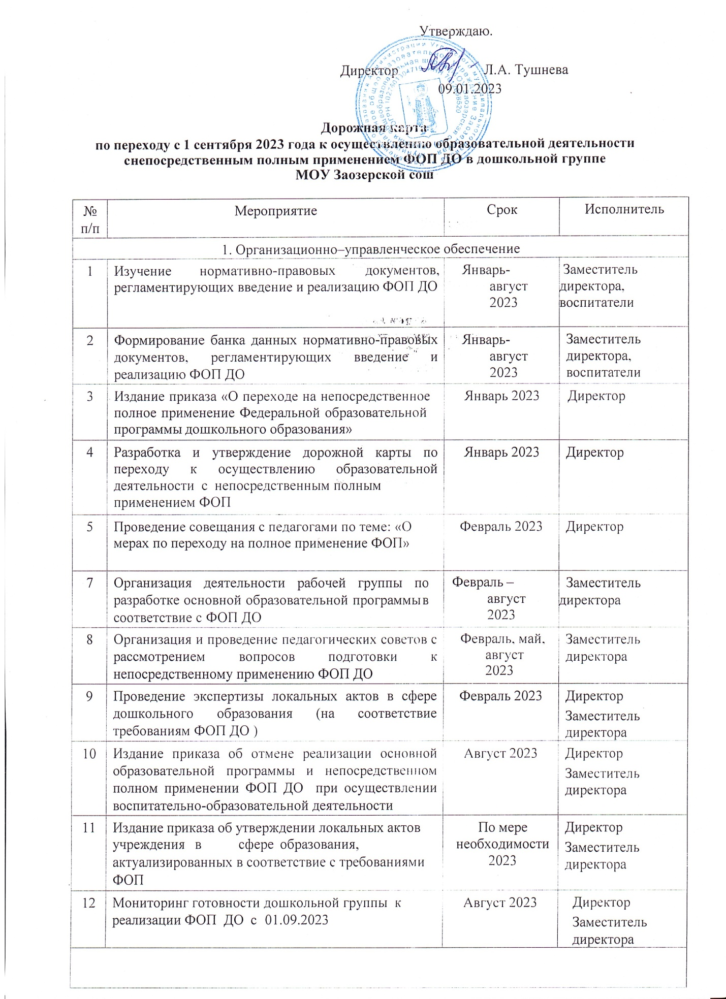 Утверждаю.
Директор Л.А. Тушнева
09.01.2023
Дорожная карта
по переходу с 1 сентября 2023 года к осуществлению образовательной деятельности
снепосредственным полным применением ФОП ДО в дошкольной группе
МОУ Заозерской сош
№ п/п Мероприятие Срок Исполнитель
1. Организационно–управленческое обеспечение
1 Изучение нормативно-правовых документов, Январь- Заместитель
регламентирующих введение и реализацию ФОП ДО август директора,
2023 воспитатели
2 Формирование банка данных нормативно-правовых Январь- Заместитель
документов, регламентирующих введение и август директора,
реализацию ФОП ДО 2023 воспитатели
3 Издание приказа «О переходе на непосредственное Январь 2023 Директор
полное применение Федеральной образовательной
программы дошкольного образования»
4 Разработка и утверждение дорожной карты по Январь 2023 Директор
переходу к осуществлению образовательной
деятельности с непосредственным полным
применением ФОП
5 Проведение совещания с педагогами по теме: «О Февраль 2023 Директор
мерах по переходу на полное применение ФОП»
7 Организация деятельности рабочей группы по Февраль – Заместитель
разработке основной образовательной программы в август директора
соответствие с ФОП ДО 2023
8 Организация и проведение педагогических советов с Февраль, май, Заместитель
рассмотрением вопросов подготовки к август директора
непосредственному применению ФОП ДО 2023
9 Проведение экспертизы локальных актов в сфере Февраль 2023 Директор
дошкольного образования (на соответствие Заместитель
требованиям ФОП ДО ) директора
10 Издание приказа об отмене реализации основной Август 2023 Директор
образовательной программы и непосредственном Заместитель
полном применении ФОП ДО при осуществлении директора
воспитательно-образовательной деятельности
11 Издание приказа об утверждении локальных актов По мере Директор
учреждения в сфере образования, необходимости Заместитель
актуализированных в соответствие с требованиями 2023 директора
ФОП
12 Мониторинг готовности дошкольной группы к Август 2023 Директор
реализации ФОП ДО с 01.09.2023 Заместитель
директора